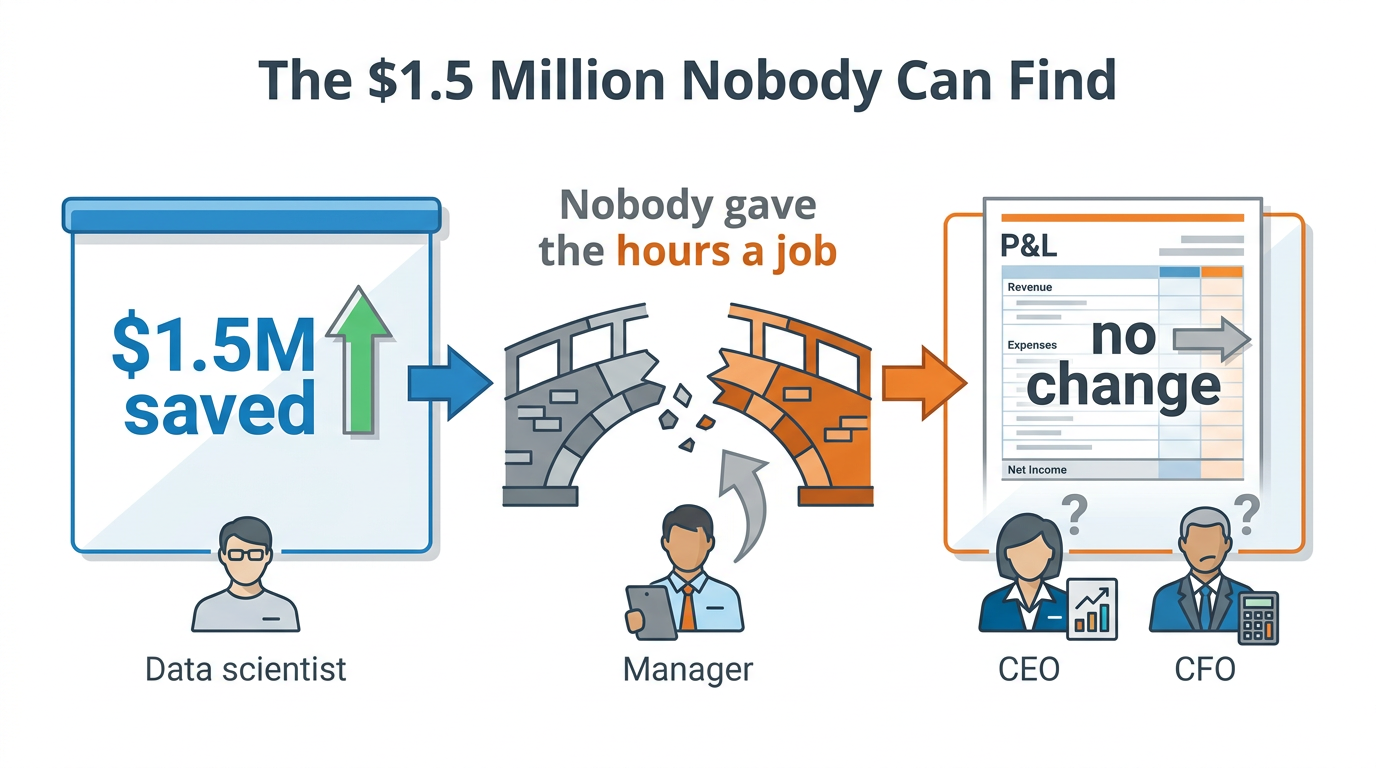 The $1.5 Million Nobody Can Find
$1.5M
saved
Data scientist
Nobody gave
the hours a job
Manager
P&L
Revenue
Expenses
no
change
Net Income
?
?
CEO
CFO